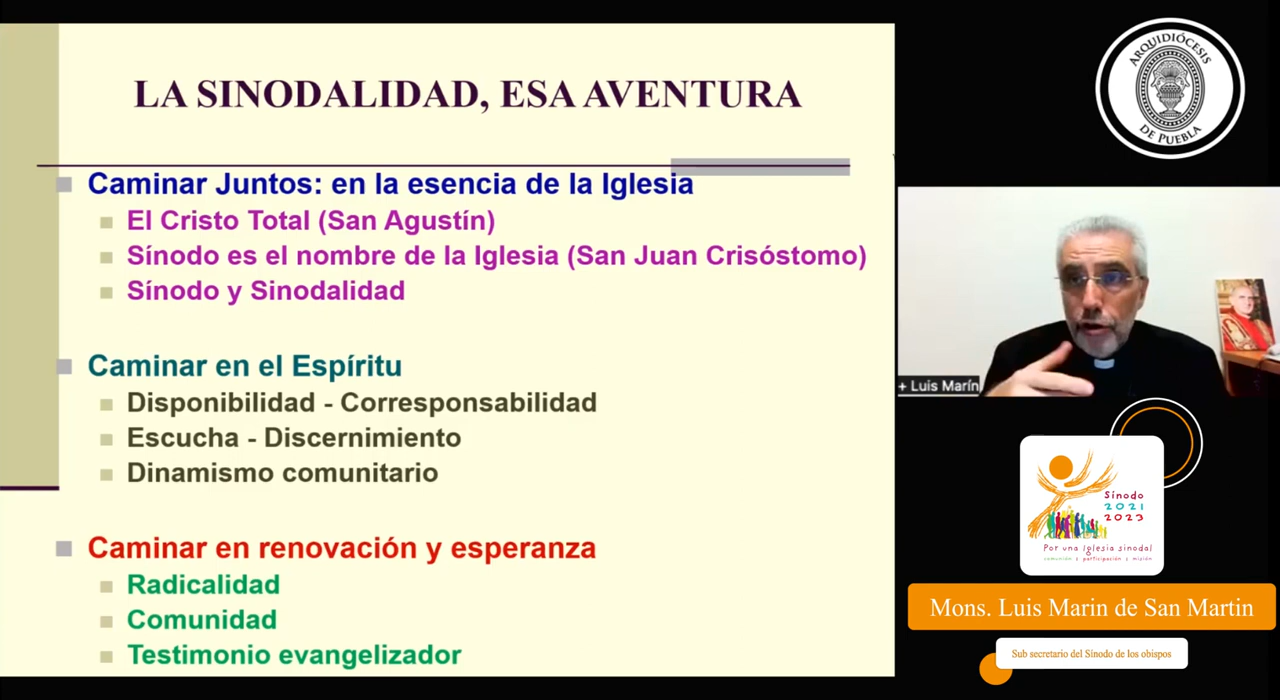 LA SINODALIDAD, ESA AVENTURA
Caminar Juntos: en la esencia de la Iglesia
El Cristo Total (San Agustín)
Sínodo es el nombre de la Iglesia (San Juan Crisóstomo)
Sínodo y Sinodalidad
Caminar en el Espíritu
Disponibilidad - Corresponsabilidad
Escucha - Discernimiento
Dinamismo comunitario
Caminar en renovación y esperanza
Radicalidad
Comunidad
Testimonio evangelizador
ARQUIDIÓCESIS
DE PUEBLA
+ Luis Marín
Sínodo
2021
2023
Por una Iglesia sinodal
comunión | participación | misión
Mons. Luis Marin de San Martin
Sub secretario del Sínodo de los obispos